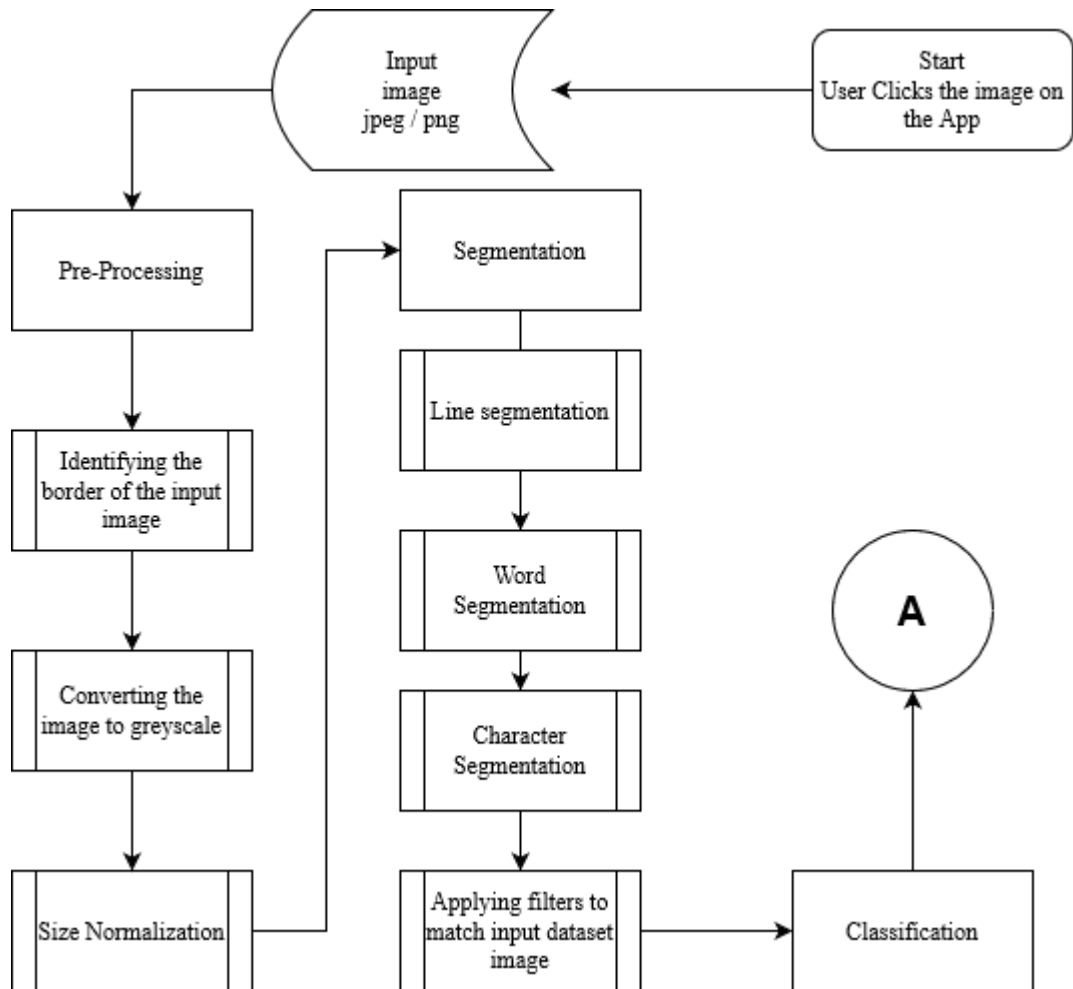 Start
User Clicks the image on
the App
Input
image
jpeg / png
Pre-Processing
Identifying the
border of the input
image
Converting the
image to greyscale
Size Normalization
Segmentation
Line segmentation
Word
Segmentation
Character
Segmentation
Applying filters to
match input dataset
image
Classification
A